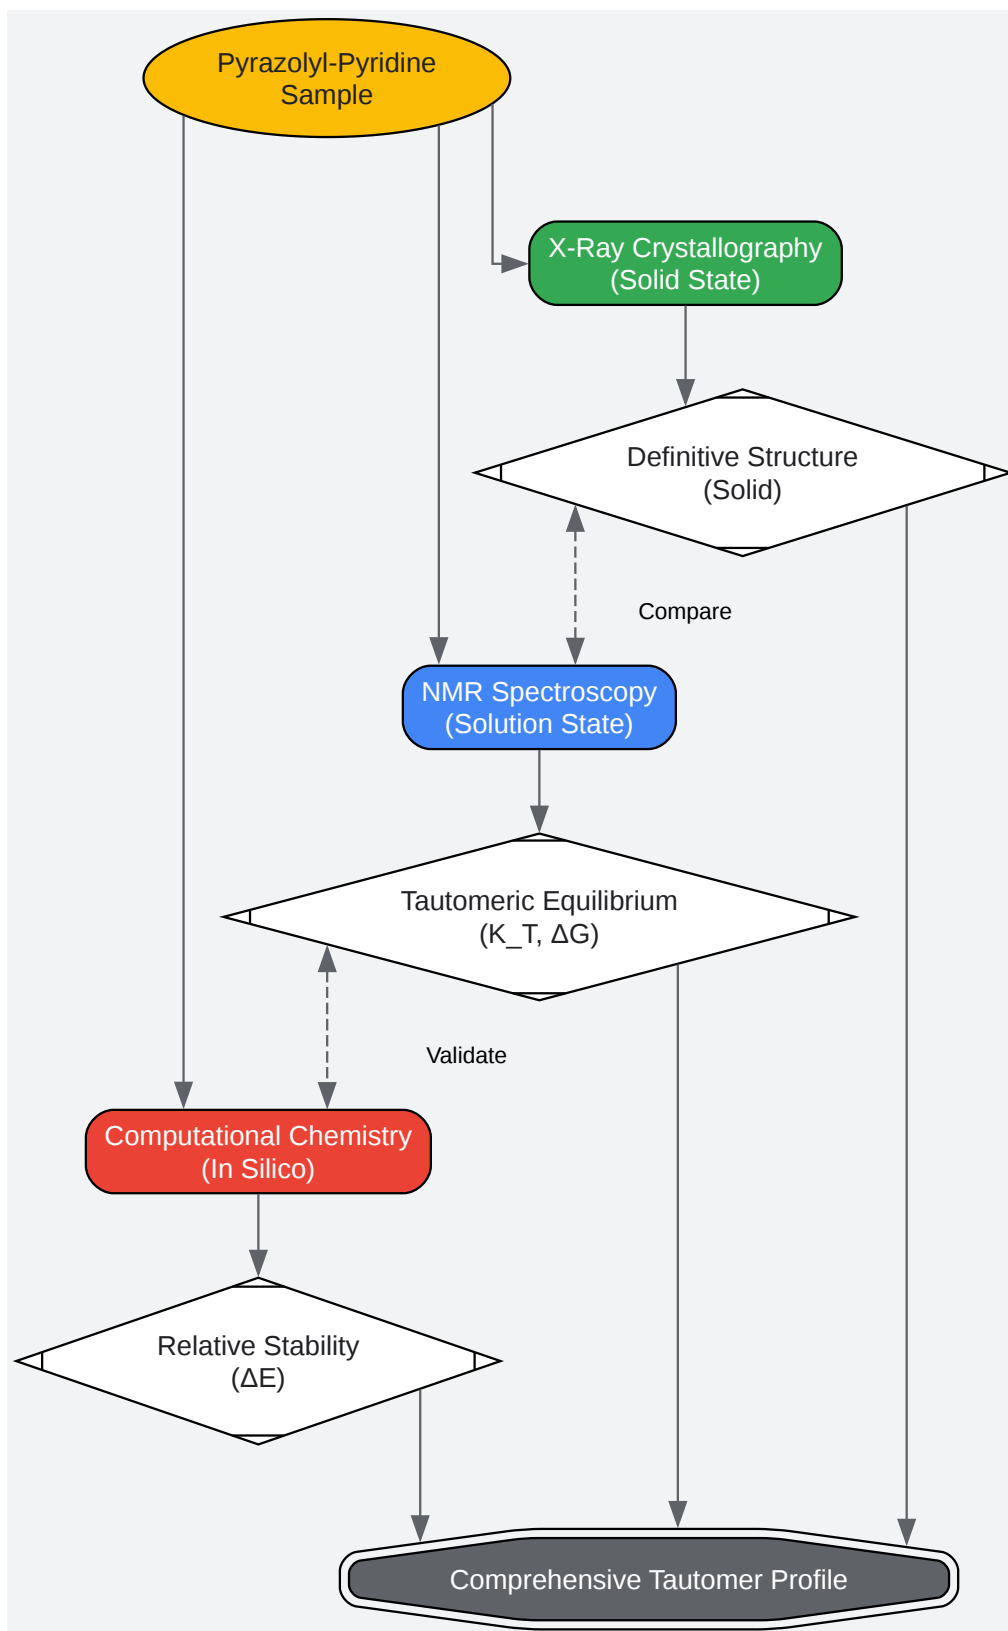 Pyrazolyl-Pyridine
Sample
X-Ray Crystallography
(Solid State)
Definitive Structure
(Solid)
Compare
NMR Spectroscopy
(Solution State)
Tautomeric Equilibrium
(K_T, ΔG)
Validate
Computational Chemistry
(In Silico)
Relative Stability
(ΔE)
Comprehensive Tautomer Profile